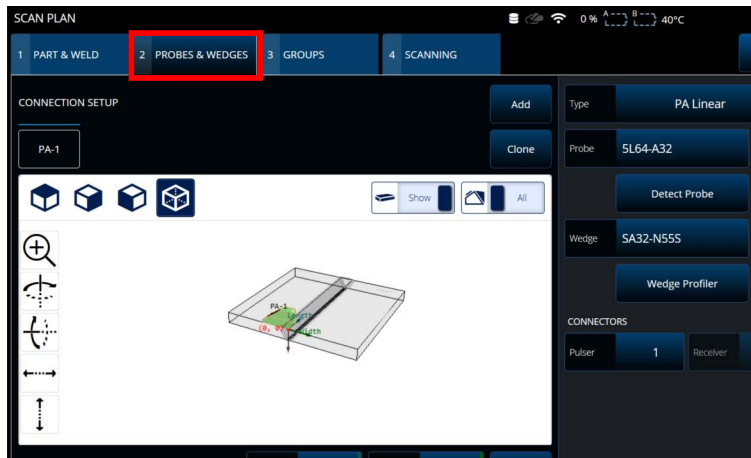 SCAN PLAN
0 % A B 40°C
1 PART & WELD 2 PROBES & WEDGES 3 GROUPS 4 SCANNING
CONNECTION SETUP
Add
Type PA Linear
PA-1
Clone
Probe 5L64-A32
Show
All
Detect Probe
Wedge SA32-N55S
Wedge Profiler
PA-1
Length
(0, 0) Width
CONNECTORS
Pulser 1 Receiver